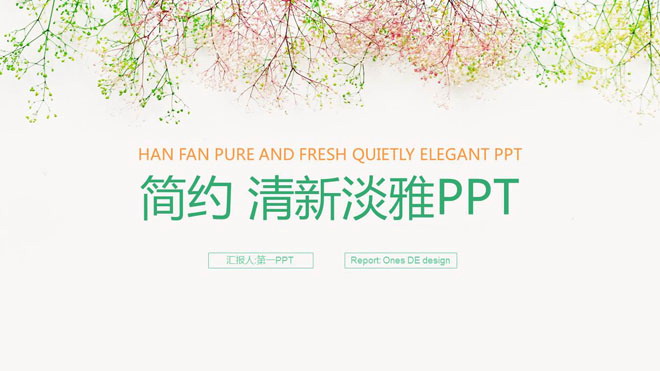 HAN FAN PURE AND FRESH QUIETLY ELEGANT PPT
简约 清新淡雅PPT
汇报人:第一PPT
Report: Ones DE design